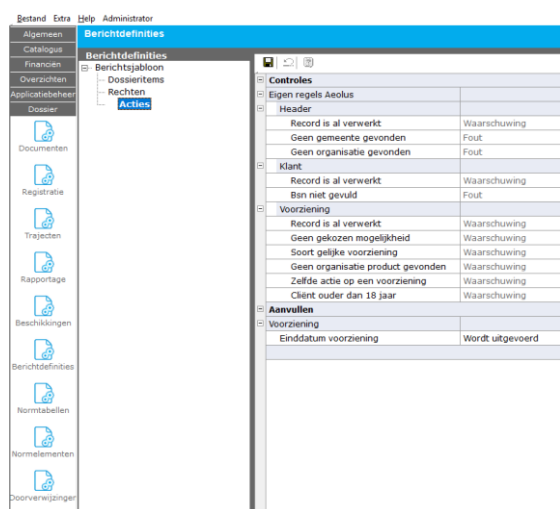 Bestand Extra Help Administrator
Algemeen
Catalogus
Financiën
Overzichten
Applicatiebeheer
Dossier
Documenten
Registratie
Trajecten
Rapportage
Beschikkingen
Berichtdefinities
Normtabellen
Normelementen
Doorverwijzinger
Berichtdefinities
Berichtdefinities
Berichtsjabloon
Dossieritems
Rechten
Acties
Controles
Eigen regels Aeolus
Header
Record is al verwerkt Waarschuwing
Geen gemeente gevonden Fout
Geen organisatie gevonden Fout
Klant
Record is al verwerkt Waarschuwing
Bsn niet gevuld Fout
Voorziening
Record is al verwerkt Waarschuwing
Geen gekozen mogelijkheid Waarschuwing
Soort gelijke voorziening Waarschuwing
Geen organisatie product gevonden Waarschuwing
Zelfde actie op een voorziening Waarschuwing
Cliënt ouder dan 18 jaar Waarschuwing
Aanvullen
Voorziening
Einddatum voorziening Wordt uitgevoerd